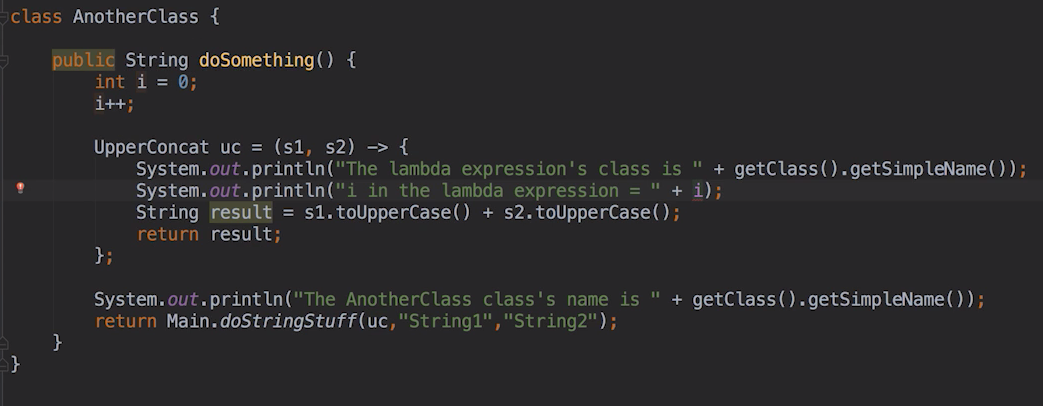 class AnotherClass {
public String doSomething() {
int i = 0;
i++;
UpperConcat uc = (s1, s2) -> {
System.out.println("The lambda expression's class is " + getClass().getSimpleName());
System.out.println("i in the lambda expression = " + i);
String result = s1.toUpperCase() + s2.toUpperCase();
return result;
};
System.out.println("The AnotherClass class's name is " + getClass().getSimpleName());
return Main.doStringStuff(uc,"String1","String2");
}
}